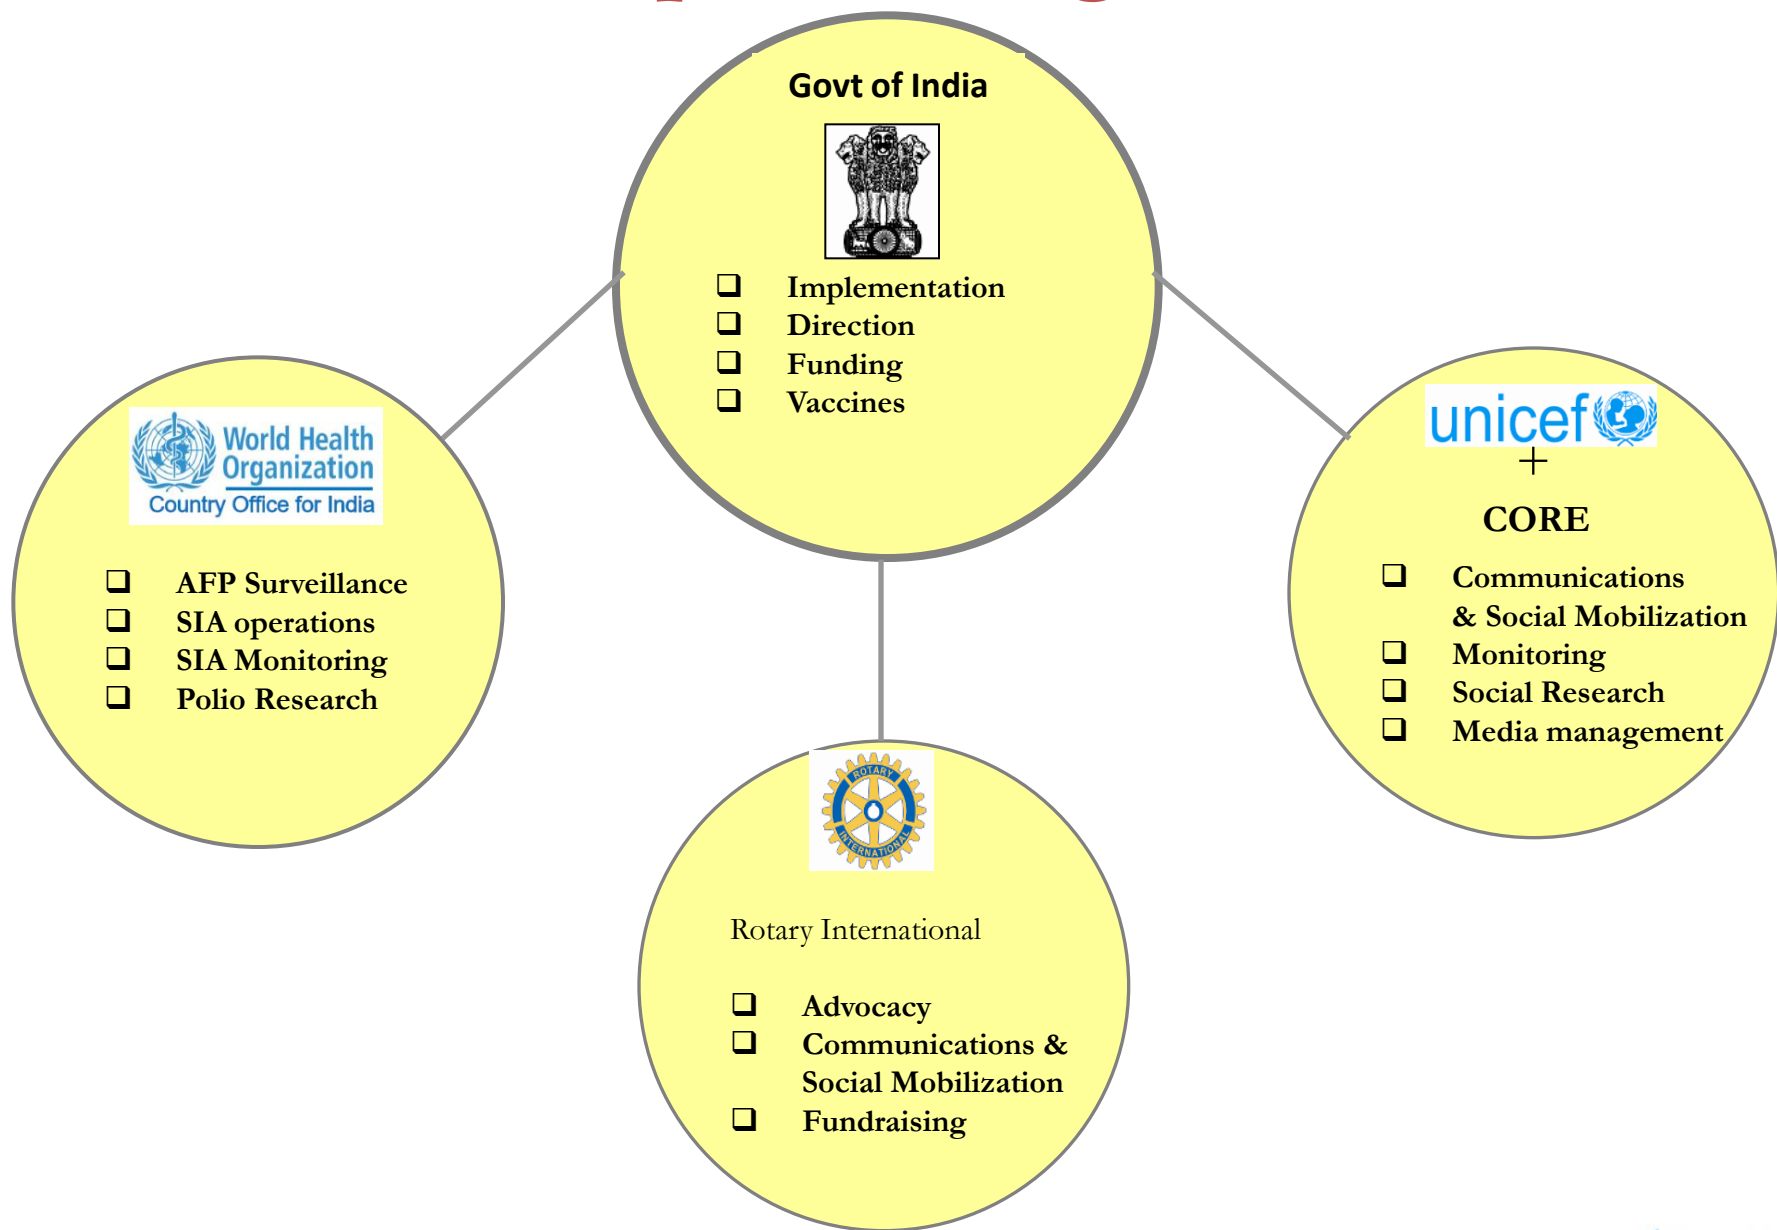 Govt of India
❑ Implementation
❑ Direction
❑ Funding
❑ Vaccines
World Health
Organization
Country Office for India
❑ AFP Surveillance
❑ SIA operations
❑ SIA Monitoring
❑ Polio Research
unicef
+
CORE
❑ Communications
& Social Mobilization
❑ Monitoring
❑ Social Research
❑ Media management
ROTARY
INTERNATIONAL
Rotary International
❑ Advocacy
❑ Communications &
Social Mobilization
❑ Fundraising